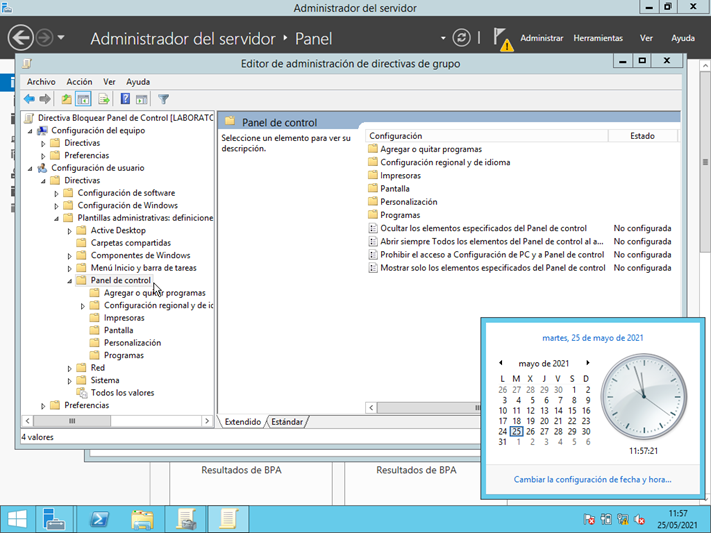 Administrador del servidor
Administrador del servidor Panel
Administrar Herramientas Ver Ayuda
Editor de administración de directivas de grupo
Archivo Acción Ver Ayuda
Directiva Bloquear Panel de Control [LABORATO
Configuración del equipo
Directivas
Preferencias
Configuración de usuario
Directivas
Configuración de software
Configuración de Windows
Plantillas administrativas: definicione
Active Desktop
Carpetas compartidas
Componentes de Windows
Menú Inicio y barra de tareas
Panel de control
Agregar o quitar programas
Configuración regional y de ic
Impresoras
Pantalla
Personalización
Programas
Red
Sistema
Todos los valores
Preferencias
Panel de control
Seleccione un elemento para ver su
descripción.
Configuración Estado
Agregar o quitar programas
Configuración regional y de idioma
Impresoras
Pantalla
Personalización
Programas
Ocultar los elementos especificados del Panel de control No configurada
Abrir siempre Todos los elementos del Panel de control al a... No configurada
Prohibir el acceso a Configuración de PC y a Panel de control No configurada
Mostrar solo los elementos especificados del Panel de control No configurada
Extendido Estándar
4 valores
Resultados de BPA Resultados de BPA
martes, 25 de mayo de 2021
mayo de 2021
L M X J V S D
26 27 28 29 30 1 2
3 4 5 6 7 8 9
10 11 12 13 14 15 16
17 18 19 20 21 22 23
24 25 26 27 28 29 30
31 1 2 3 4 5 6
11:57:21
Cambiar la configuración de fecha y hora...
11:57
25/05/2021